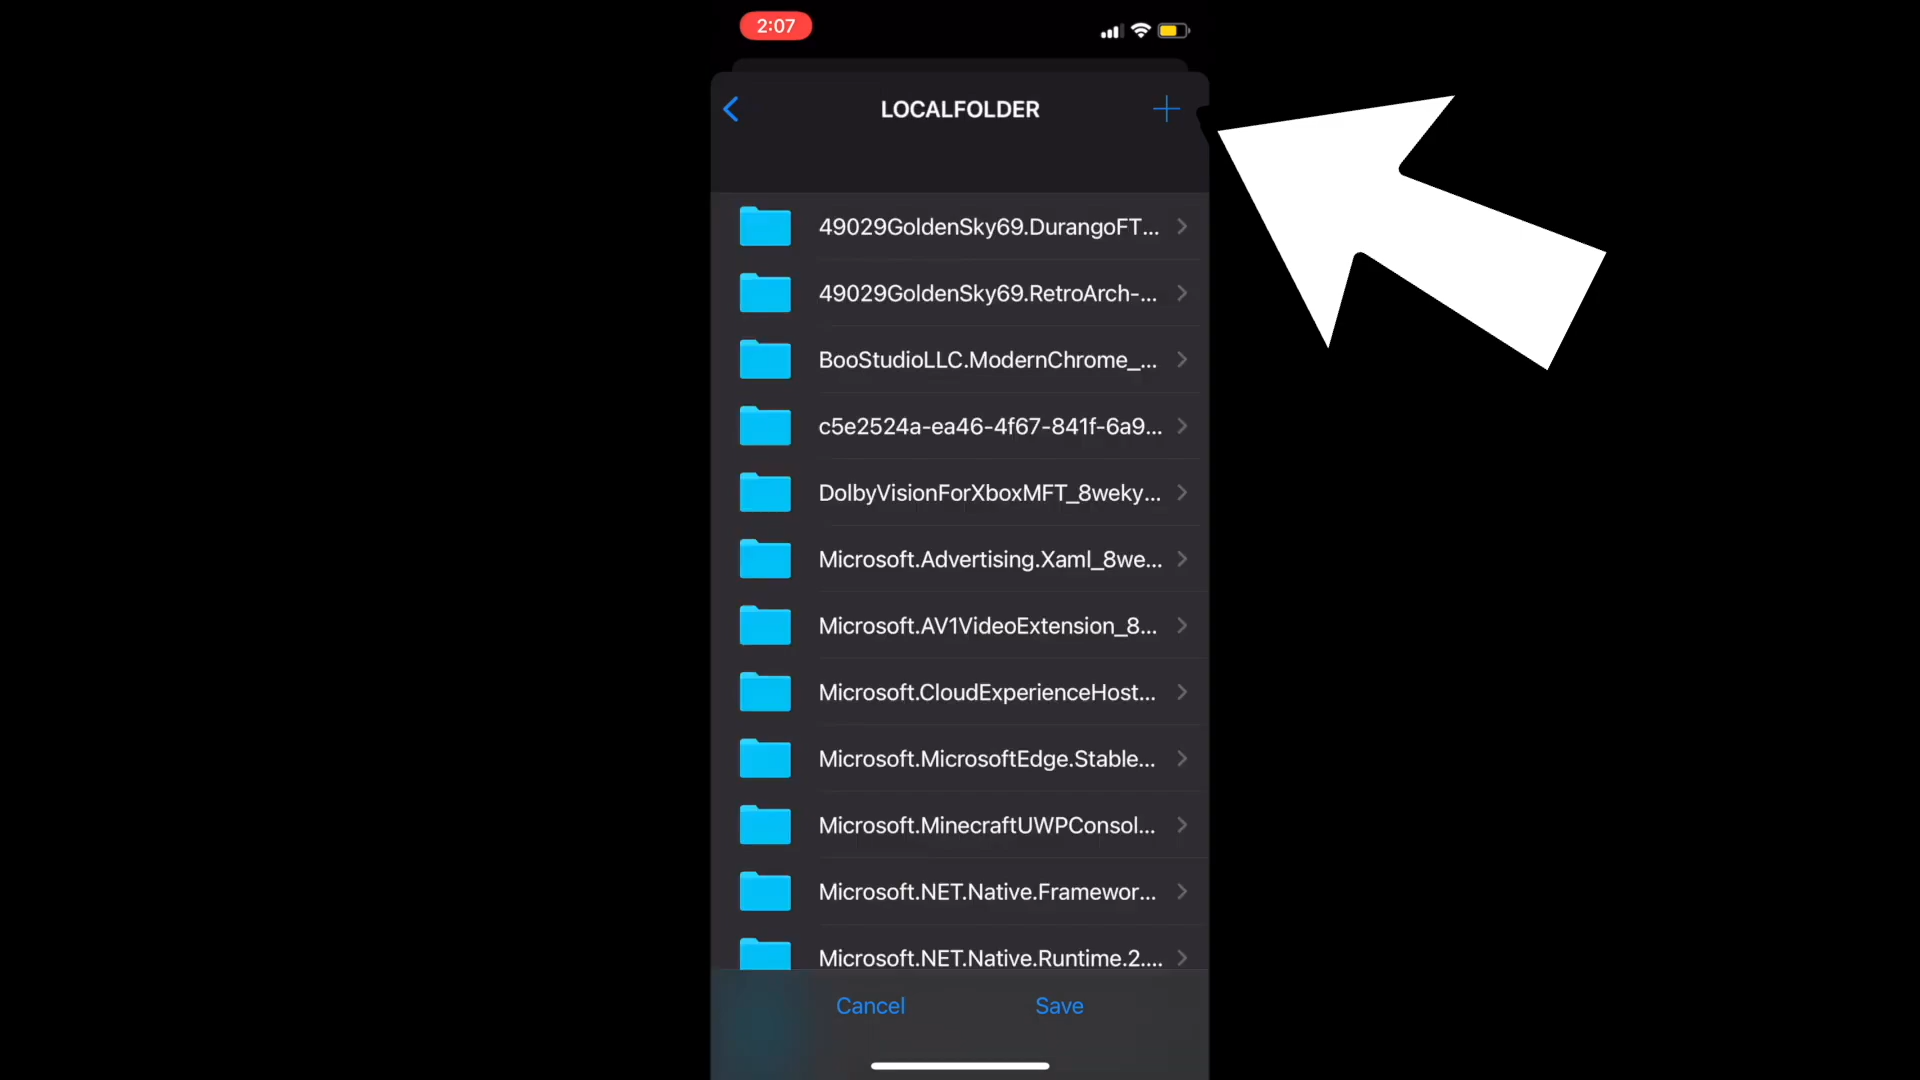 2:07
LOCALFOLDER
49029GoldenSky69.DurangoFT...
49029GoldenSky69.RetroArch-...
BooStudioLLC.ModernChrome_...
c5e2524a-ea46-4f67-841f-6a9...
DolbyVisionForXboxMFT_8weky...
Microsoft.Advertising.Xaml_8we...
Microsoft.AV1VideoExtension_8...
Microsoft.CloudExperienceHost...
Microsoft.MicrosoftEdge.Stable...
Microsoft.MinecraftUWPConsol...
Microsoft.NET.Native.Framewor...
Microsoft.NET.Native.Runtime.2....
Cancel Save